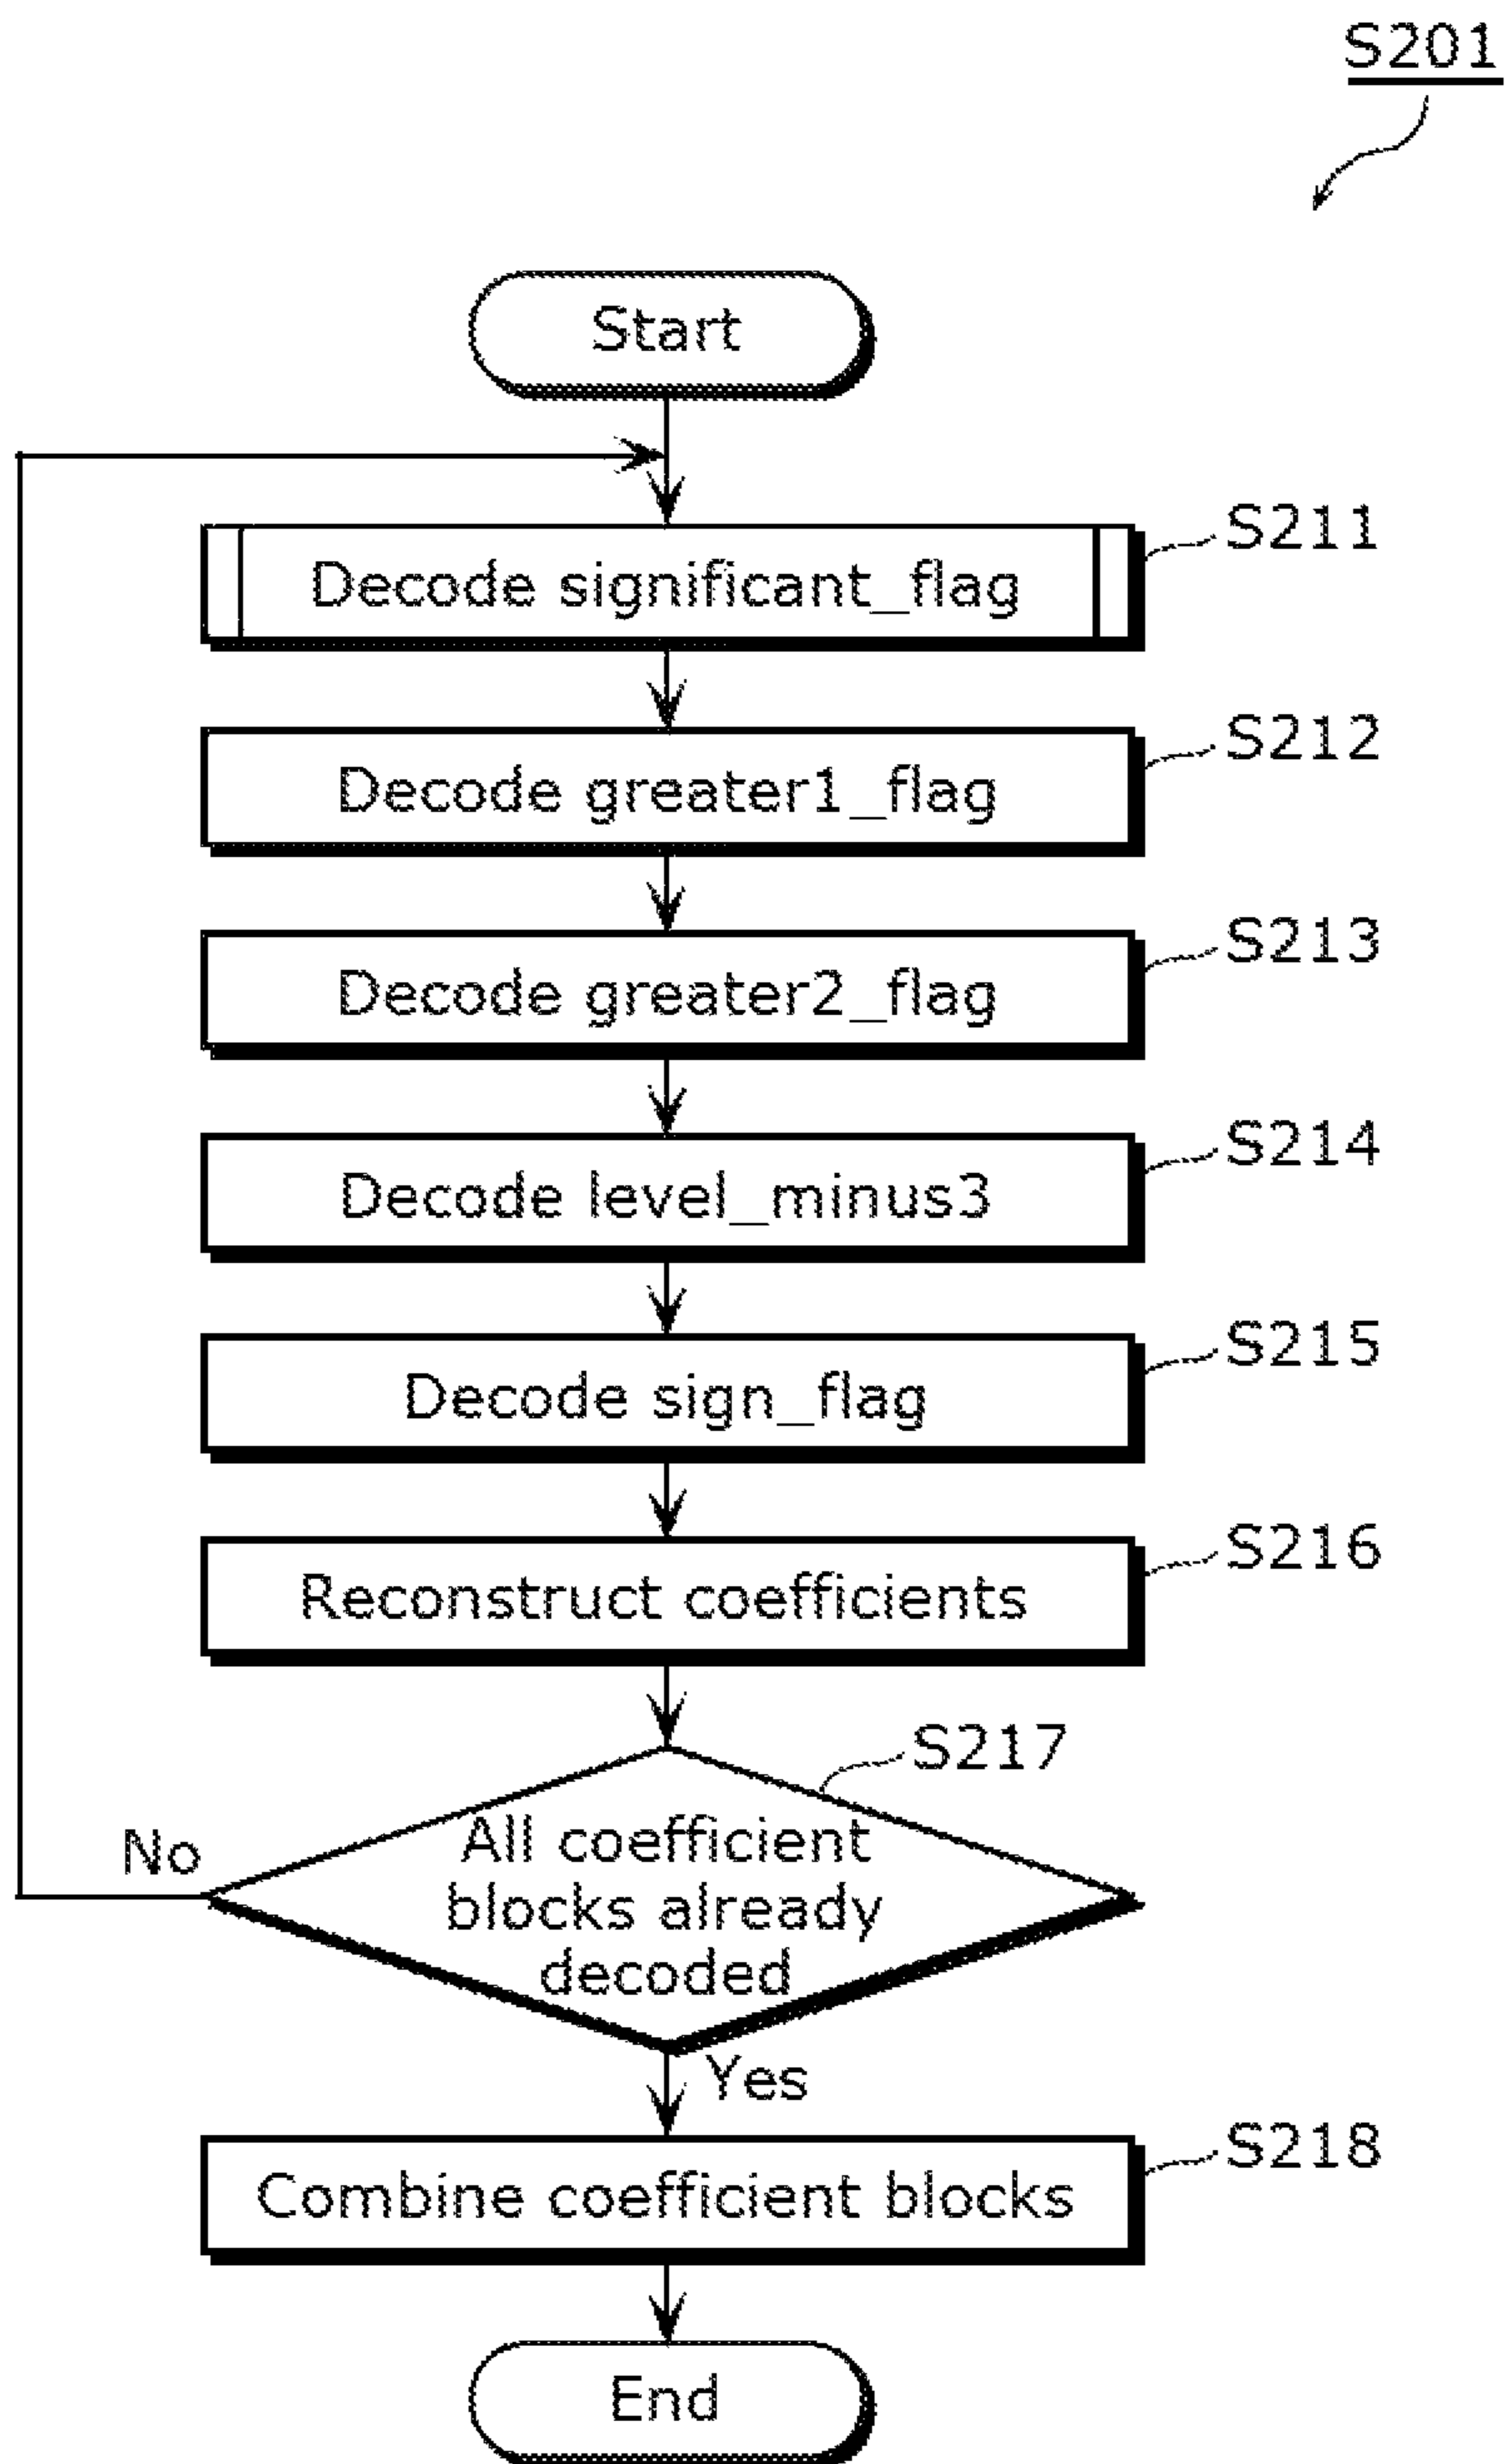 S201
Start
Decode significant_flag
S211
Decode greater1_flag
S212
Decode greater2_flag
S213
Decode level_minus3
S214
Decode sign_flag
S215
Reconstruct coefficients
S216
S217
All coefficient
blocks already
decoded
No
Yes
Combine coefficient blocks
S218
End